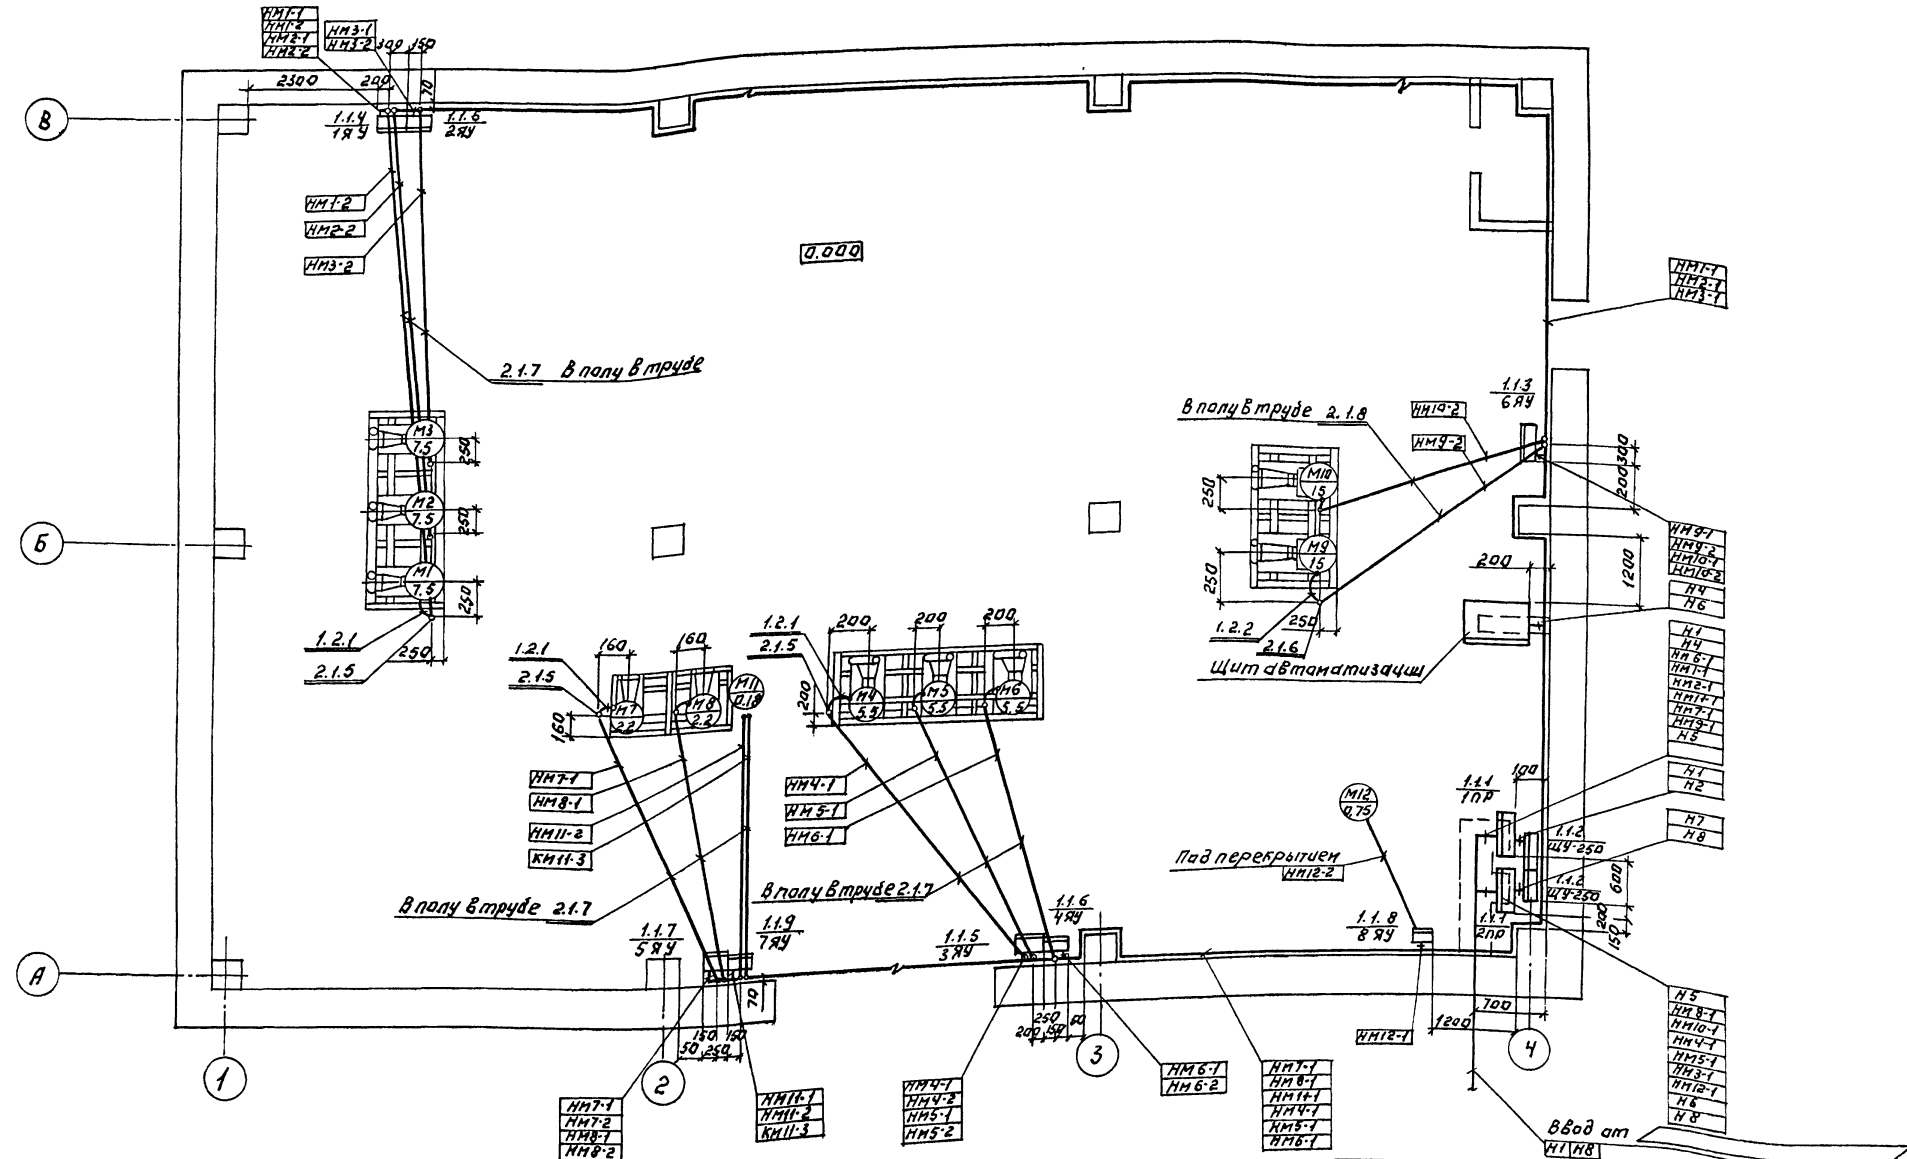 НМ1-1
НМ1-2
НМ2-1
НМ2-2
НМ3-1
НМ3-2
300
150
2300
200
70
В
1.1.4
1ЯУ
1.1.6
2ЯУ
НМ1-2
НМ2-2
НМ3-2
0.000
НМ1-1
НМ2-1
НМ3-1
2.1.7 В полу в трубе
М3
7.5
250
М2
7.5
250
М1
7.5
250
1.2.1
2.1.5
250
1.1.3
6ЯУ
В полу в трубе 2.1.8
НМ10-2
НМ9-2
300
200
М10
15
250
М9
15
250
1.2.2
2.1.6
250
200
1200
Щит автоматизации
НМ9-1
НМ9-2
НМ10-1
НМ10-2
Н4
Н6
Б
1.2.1
2.1.5
160
160
160
М7
2.2
М8
2.2
М11
0.18
1.2.1
2.1.5
200
200
200
200
М4
5.5
М5
5.5
М6
5.5
Н1
Н4
НМ6-1
НМ1-1
НМ2-1
НМ11-1
НМ7-1
НМ9-1
Н5
НМ7-1
НМ8-1
НМ11-2
КМ11-3
НМ4-1
НМ5-1
НМ6-1
М12
0,75
1.1.1
1ПР
100
Н1
Н2
Н7
Н8
1.1.2
ЩУ-250
1.1.2
ЩУ-250
600
200
150
1.1.1
2ПР
Под перекрытием
НМ12-2
В полу в трубе 2.1.7
В полу в трубе 2.1.7
1.1.7
5ЯУ
1.1.9
7ЯУ
1.1.5
3ЯУ
1.1.6
4ЯУ
1.1.8
8ЯУ
А
70
150
150
50
250
250
200
150
60
700
1200
НМ12-1
1
2
3
4
НМ7-1
НМ7-2
НМ8-1
НМ8-2
НМ11-1
НМ11-2
КМ11-3
НМ4-1
НМ4-2
НМ5-1
НМ5-2
НМ6-1
НМ6-2
НМ7-1
НМ8-1
НМ11-1
НМ4-1
НМ5-1
НМ6-1
Н5
НМ8-1
НМ10-1
НМ4-1
НМ5-1
НМ3-1
НМ12-1
Н6
Н8
Ввод от
Н1 Н8